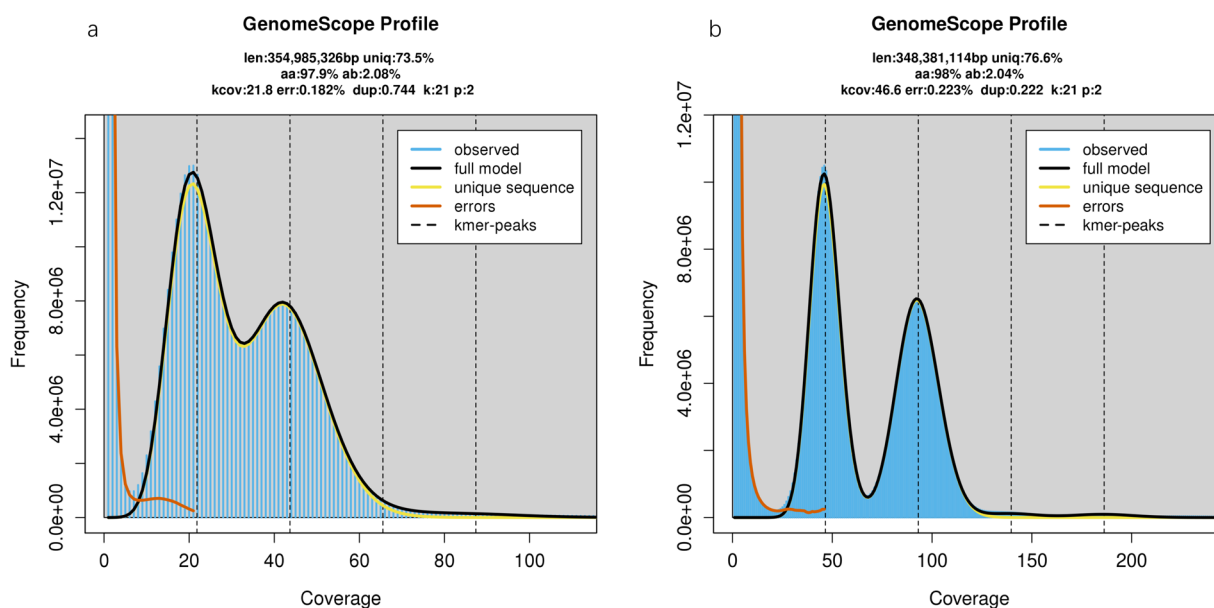 a
GenomeScope Profile
len:354,985,326bp uniq:73.5%
aa:97.9% ab:2.08%
kcov:21.8 err:0.182% dup:0.744 k:21 p:2
observed
full model
unique sequence
errors
kmer-peaks
Frequency
0.0e+00
4.0e+06
8.0e+06
1.2e+07
0
20
40
60
80
100
Coverage
b
GenomeScope Profile
len:348,381,114bp uniq:76.6%
aa:98% ab:2.04%
kcov:46.6 err:0.223% dup:0.222 k:21 p:2
observed
full model
unique sequence
errors
kmer-peaks
Frequency
0.0e+00
4.0e+06
8.0e+06
1.2e+07
0
50
100
150
200
Coverage